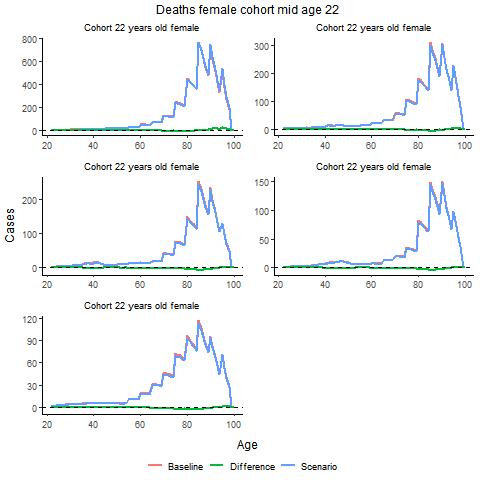 Deaths female cohort mid age 22
Cohort 22 years old female
Cohort 22 years old female
800
600
400
200
0
20 40 60 80 100
300
200
100
0
20 40 60 80 100
Cohort 22 years old female
Cohort 22 years old female
200
100
0
20 40 60 80 100
150
100
50
0
20 40 60 80 100
Cohort 22 years old female
120
90
60
30
0
20 40 60 80 100
Cases
Age
Baseline Difference Scenario